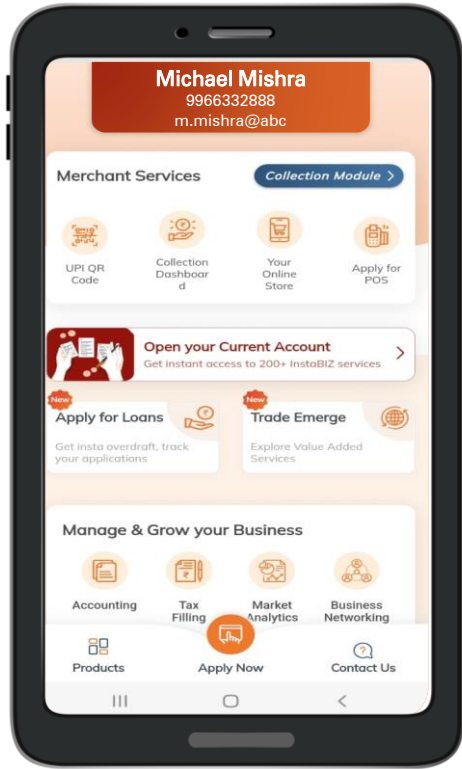 Michael Mishra
9966332888
m.mishra@abc
Merchant Services
Collection Module >
UPI QR
Code
Collection
Dashboar
d
Your
Online
Store
Apply for
POS
Open your Current Account
Get instant access to 200+ InstaBIZ services
New
New
Apply for Loans
Trade Emerge
Get insta overdraft, track
your applications
Explore Value Added
Services
Manage & Grow your Business
Accounting
Tax
Filling
Market
Analytics
Business
Networking
Products
Apply Now
Contact Us